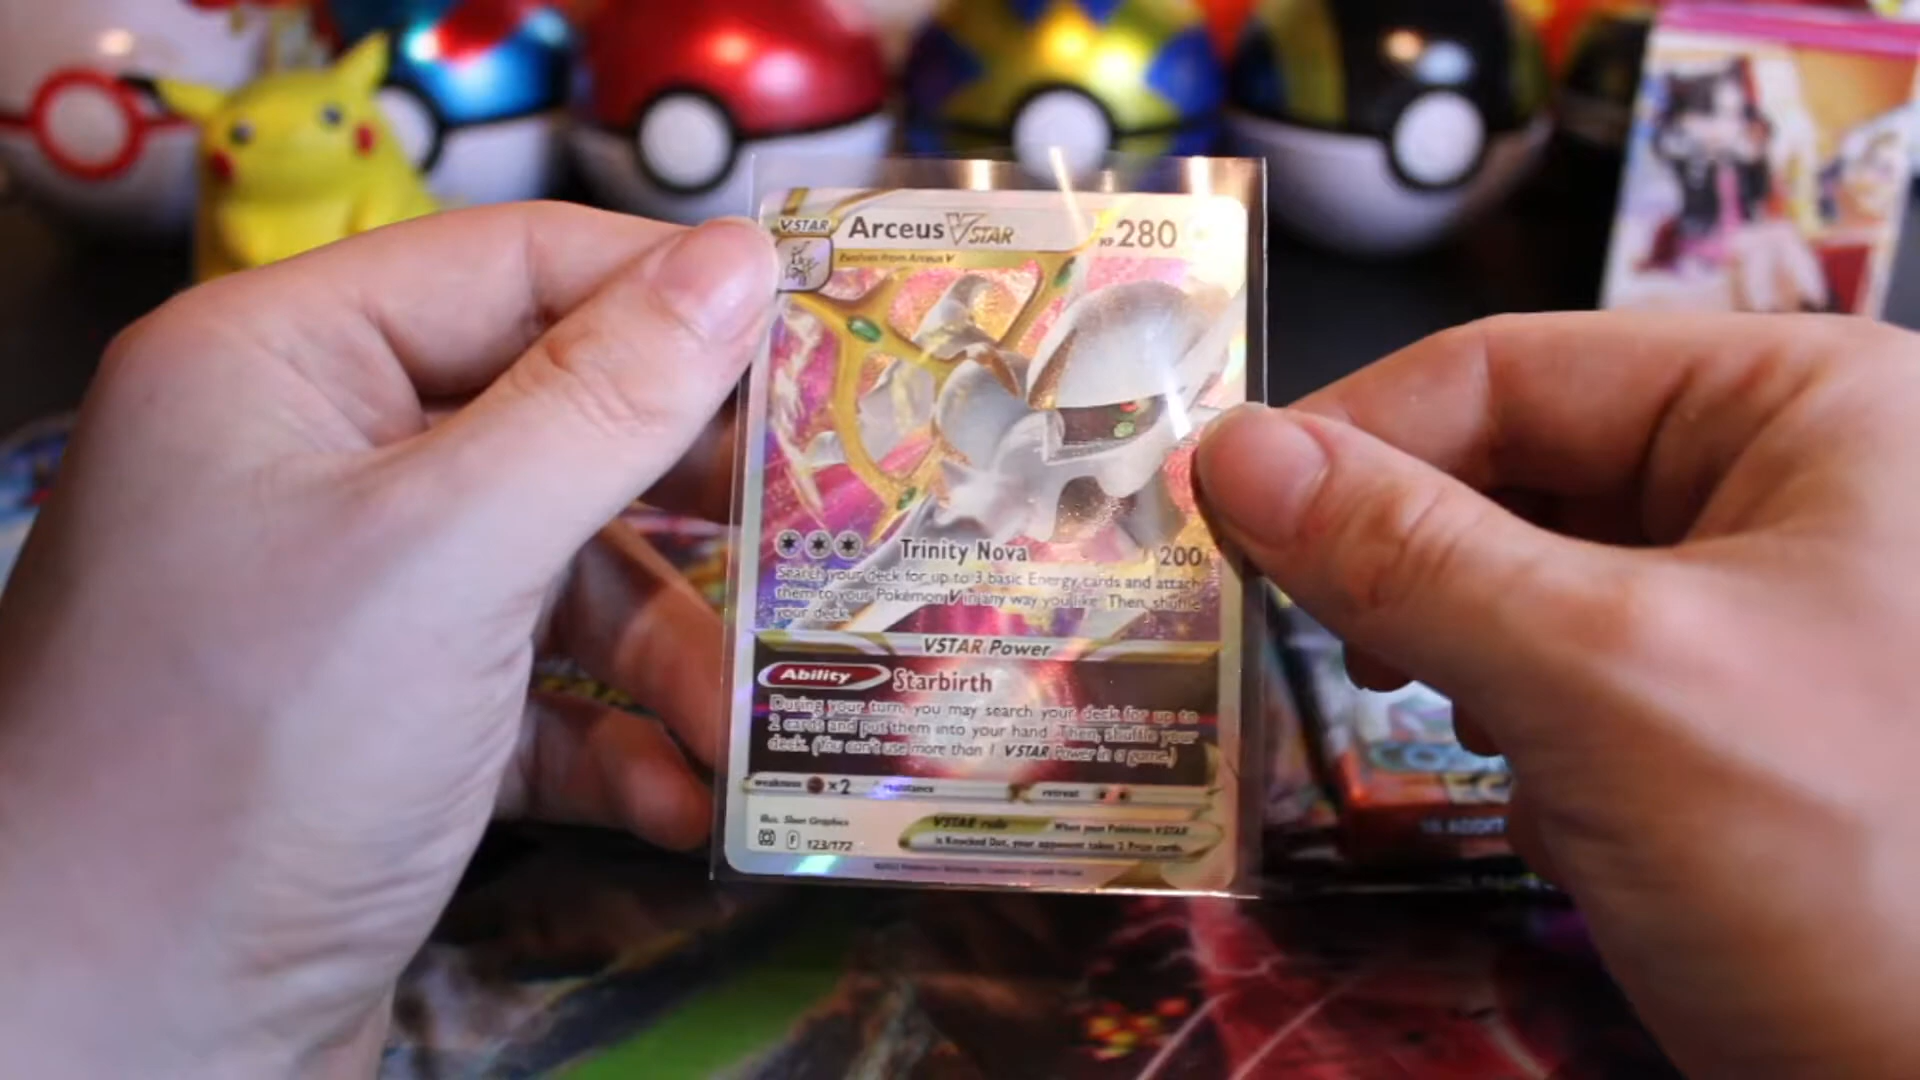 VSTAR Arceus VSTAR HP 280
Evolves from Arceus V
Trinity Nova 200
Search your deck for up to 3 basic Energy cards and attach
them to your Pokémon V in any way you like. Then, shuffle
your deck.
VSTAR Power
Ability Starbirth
During your turn, you may search your deck for up to
2 cards and put them into your hand. Then, shuffle your
deck. (You can't use more than 1 VSTAR Power in a game.)
weakness x2 resistance retreat
Illus. 5ban Graphics
VSTAR rule When your Pokémon VSTAR
is Knocked Out, your opponent takes 2 Prize cards.
F 123/172